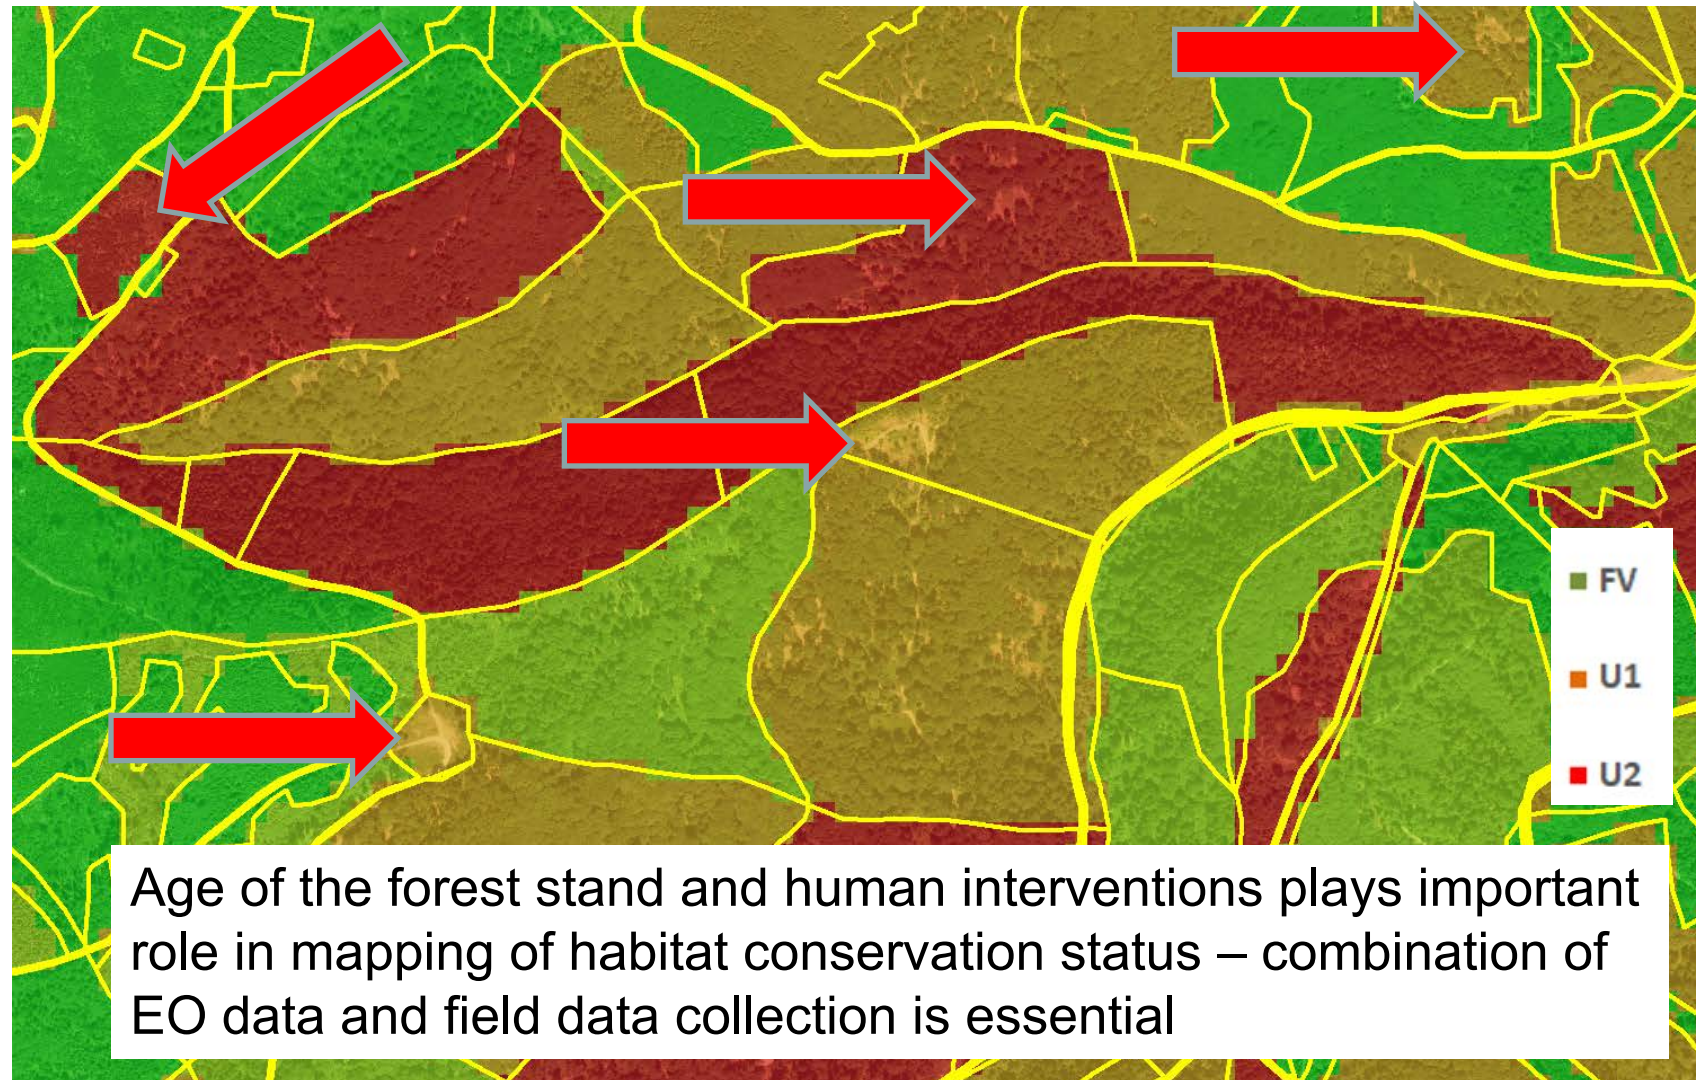 FV
U1
U2
Age of the forest stand and human interventions plays important
role in mapping of habitat conservation status – combination of
EO data and field data collection is essential